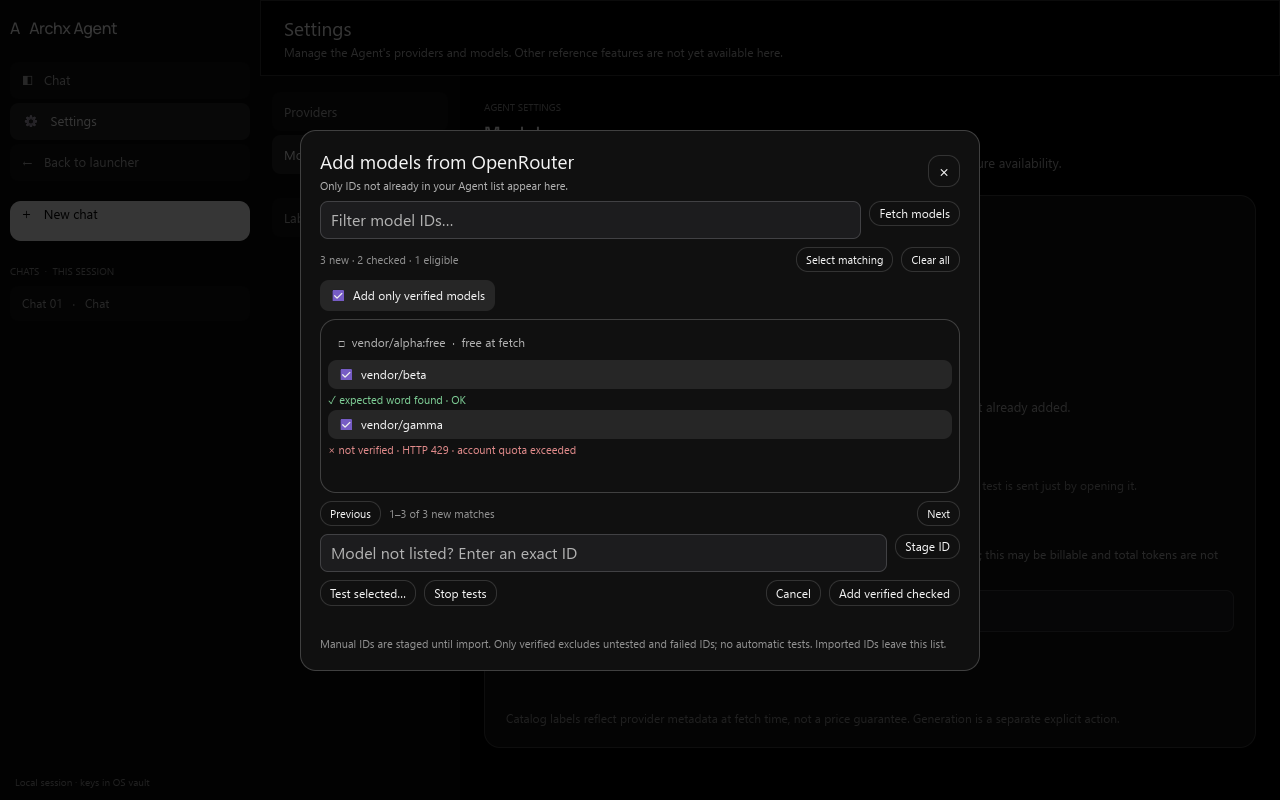 A Archx Agent
Chat
Settings
← Back to launcher
+ New chat
CHATS · THIS SESSION
Chat 01 · Chat
Local session · keys in OS vault
Settings
Manage the Agent's providers and models. Other reference features are not yet available here.
Providers
AGENT SETTINGS
Add models from OpenRouter
×
Only IDs not already in your Agent list appear here.
Filter model IDs...
Fetch models
3 new · 2 checked · 1 eligible
Select matching
Clear all
Add only verified models
vendor/alpha:free · free at fetch
vendor/beta
✓ expected word found · OK
vendor/gamma
× not verified · HTTP 429 · account quota exceeded
Previous
1–3 of 3 new matches
Next
Model not listed? Enter an exact ID
Stage ID
Test selected...
Stop tests
Cancel
Add verified checked
Manual IDs are staged until import. Only verified excludes untested and failed IDs; no automatic tests. Imported IDs leave this list.
availability.
already added.
test is sent just by opening it.
this may be billable and total tokens are not
Catalog labels reflect provider metadata at fetch time, not a price guarantee. Generation is a separate explicit action.